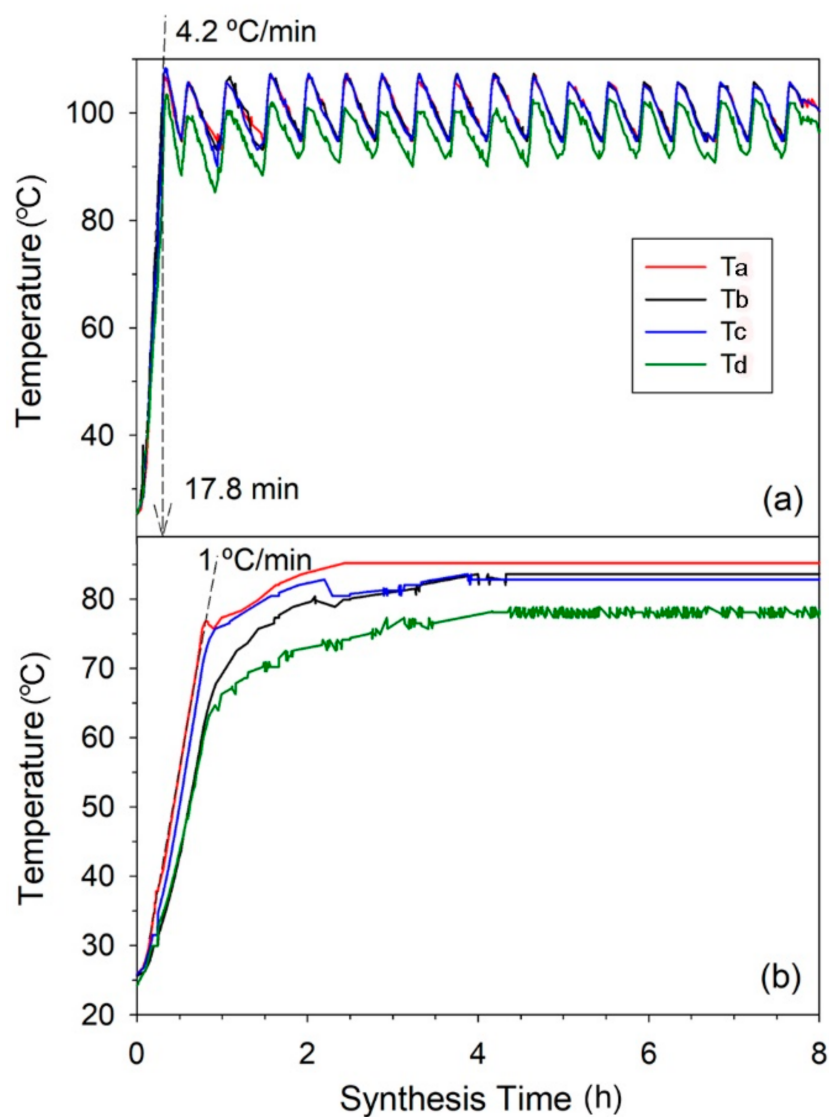 4.2 ºC/min
100
80
60
40
Temperature (ºC)
Ta
Tb
Tc
Td
17.8 min
(a)
1 ºC/min
80
70
60
50
40
30
20
Temperature (ºC)
(b)
0 2 4 6 8
Synthesis Time (h)